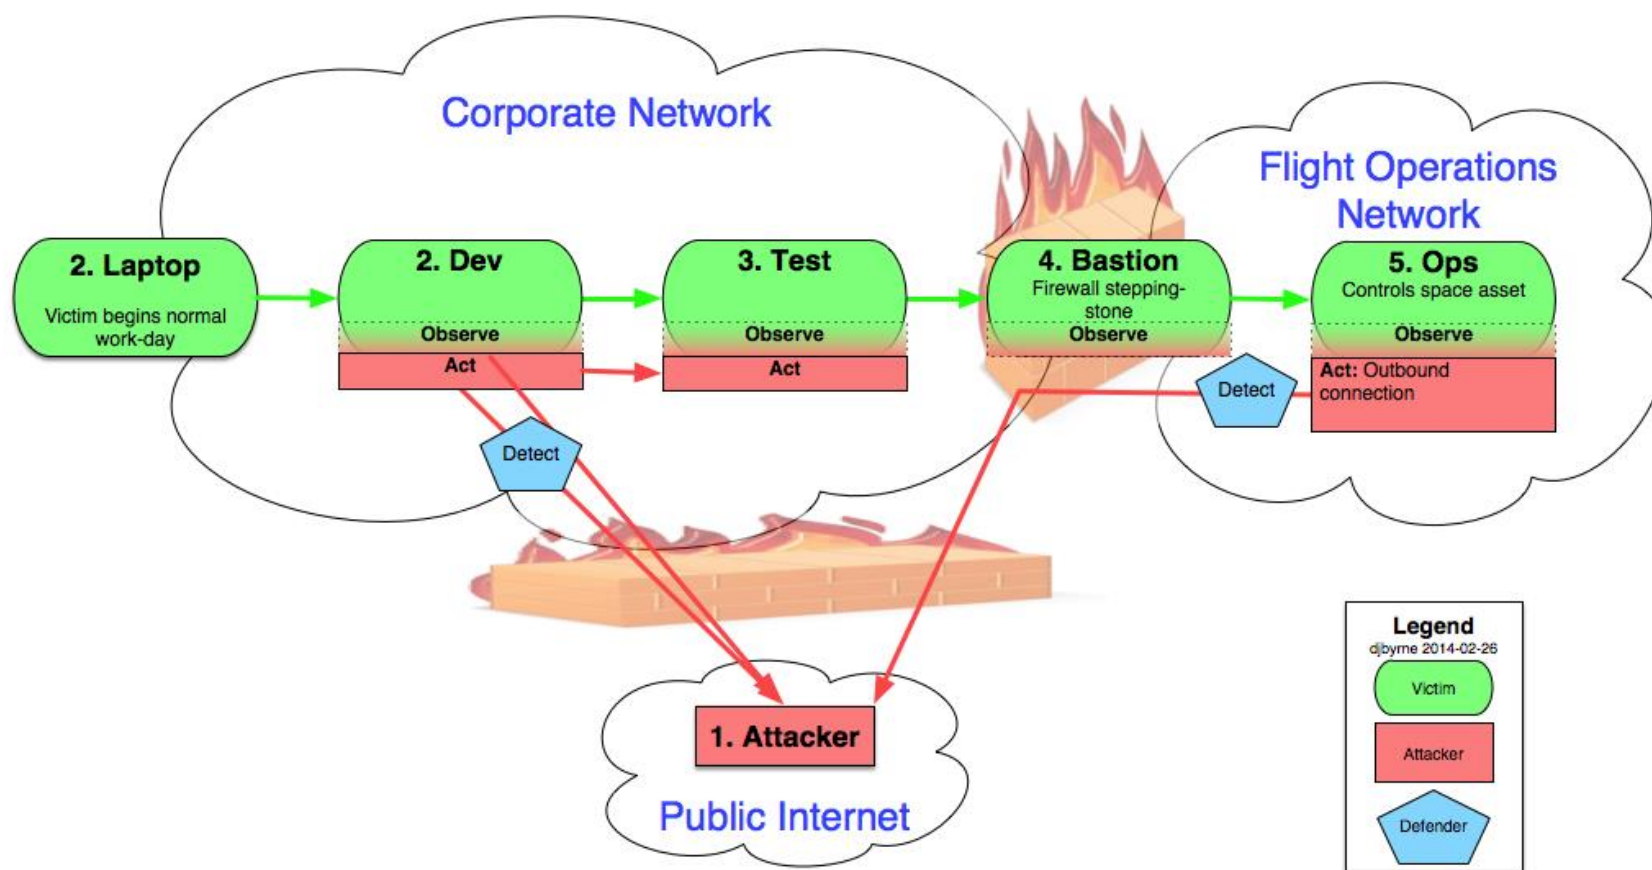 Corporate Network
Flight Operations
Network
2. Laptop
Victim begins normal
work-day
2. Dev
Observe
Act
3. Test
Observe
Act
4. Bastion
Firewall stepping-
stone
Observe
5. Ops
Controls space asset
Observe
Act: Outbound
connection
Detect
Detect
1. Attacker
Public Internet
Legend
djbyrne 2014-02-26
Victim
Attacker
Defender